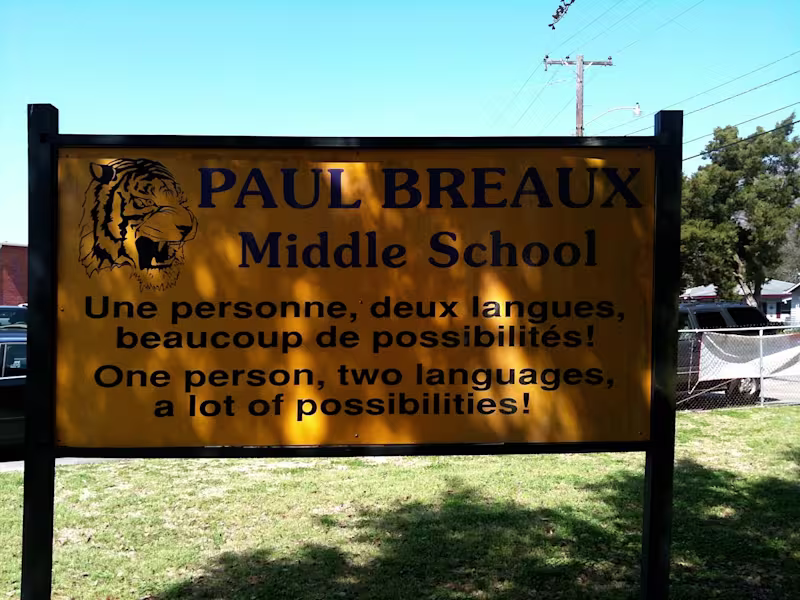 PAUL BREAUX
Middle School
Une personne, deux langues,
beaucoup de possibilités!
One person, two languages,
a lot of possibilities!